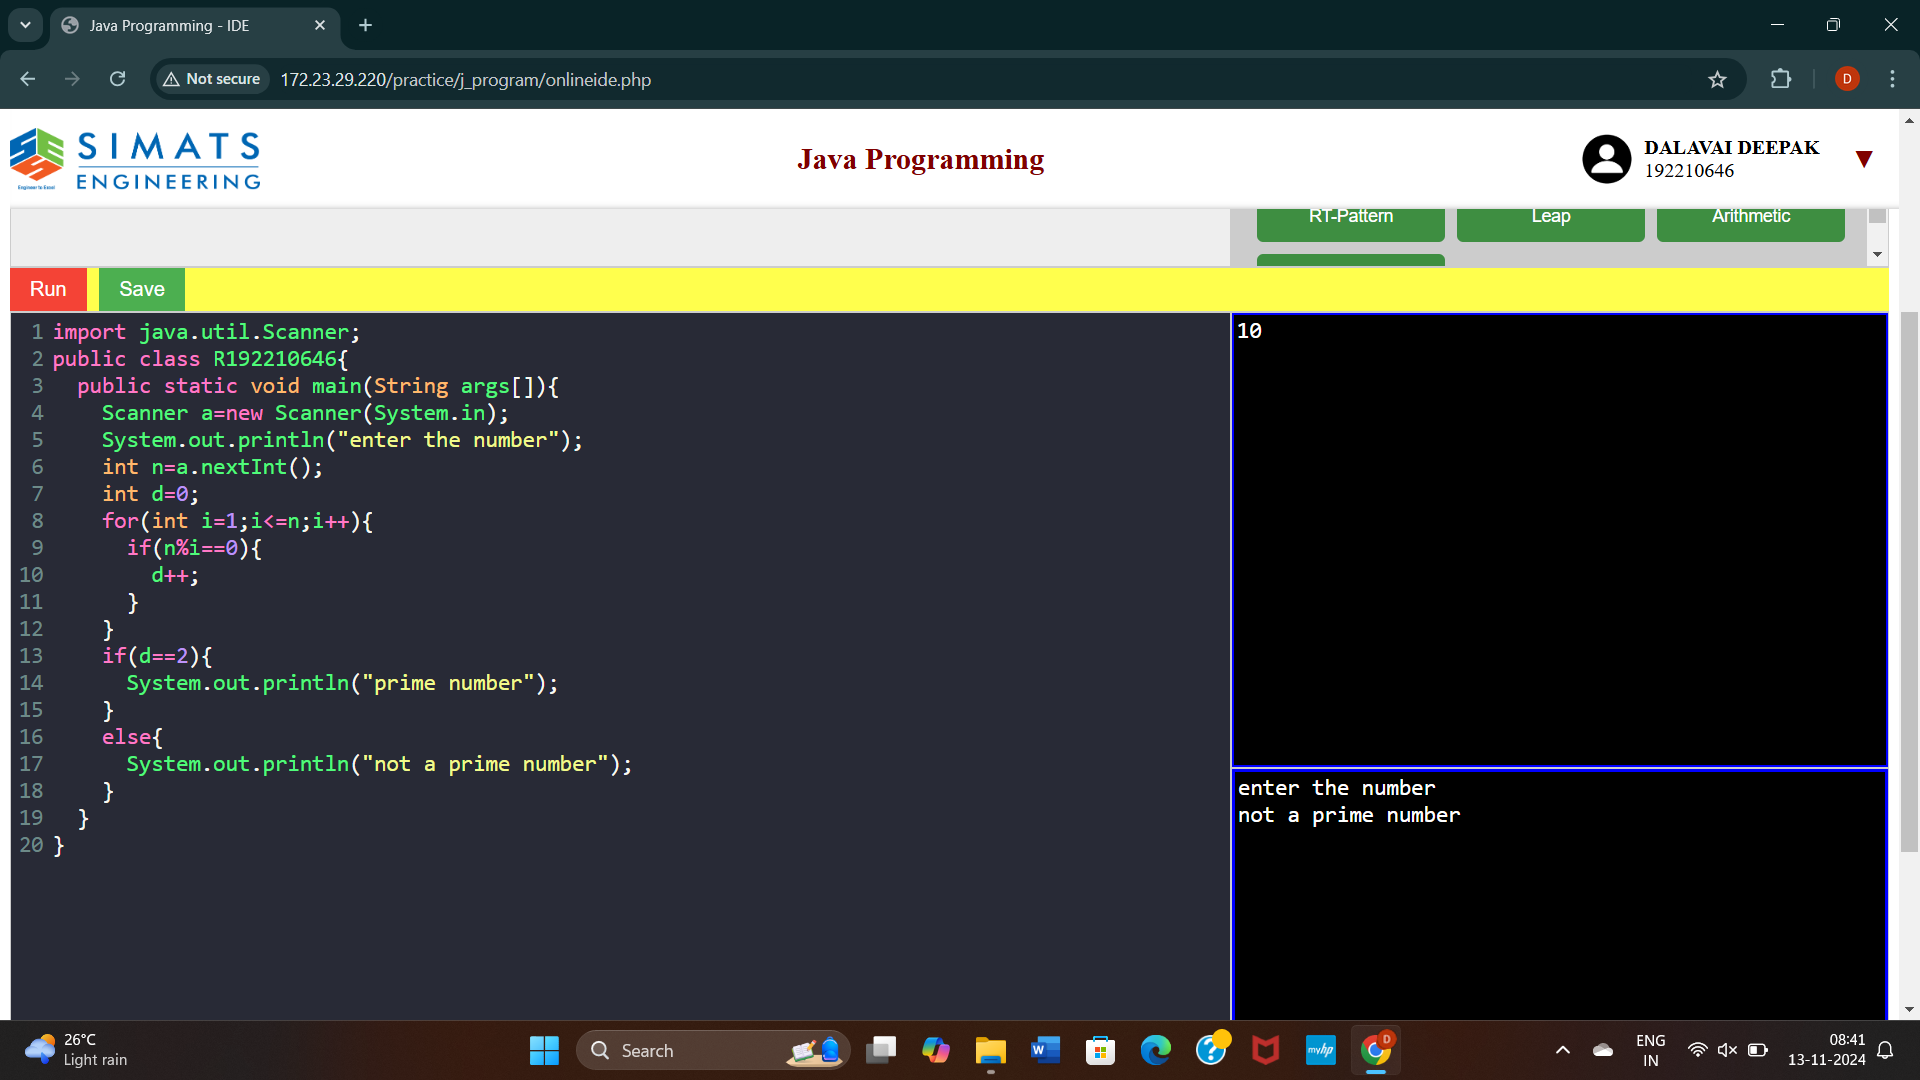 Java Programming - IDE
Not secure
172.23.29.220/practice/j_program/onlineide.php
D
SIMATS
ENGINEERING
Engineer to Excel
Java Programming
DALAVAI DEEPAK
192210646
RT-Pattern
Leap
Arithmetic
Run
Save
1 import java.util.Scanner;
2 public class R192210646{
3 public static void main(String args[]){
4 Scanner a=new Scanner(System.in);
5 System.out.println("enter the number");
6 int n=a.nextInt();
7 int d=0;
8 for(int i=1;i<=n;i++){
9 if(n%i==0){
10 d++;
11 }
12 }
13 if(d==2){
14 System.out.println("prime number");
15 }
16 else{
17 System.out.println("not a prime number");
18 }
19 }
20 }
10
enter the number
not a prime number
26°C
Light rain
Search
W
myhp
D
ENG
IN
08:41
13-11-2024